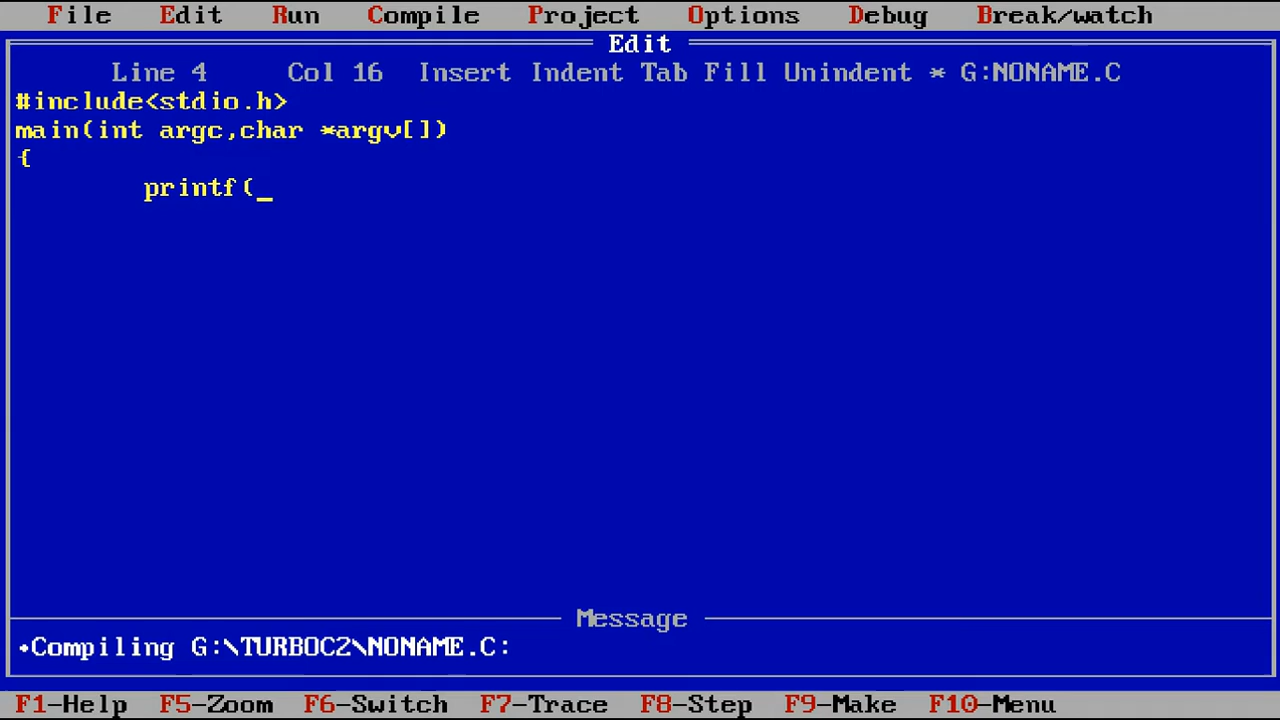 File Edit Run Compile Project Options Debug Break/watch
Edit
Line 4 Col 16 Insert Indent Tab Fill Unindent * G:NONAME.C
#include<stdio.h>
main(int argc,char *argv[])
{
printf(_
Message
•Compiling G:\TURBOC2\NONAME.C:
F1-Help F5-Zoom F6-Switch F7-Trace F8-Step F9-Make F10-Menu